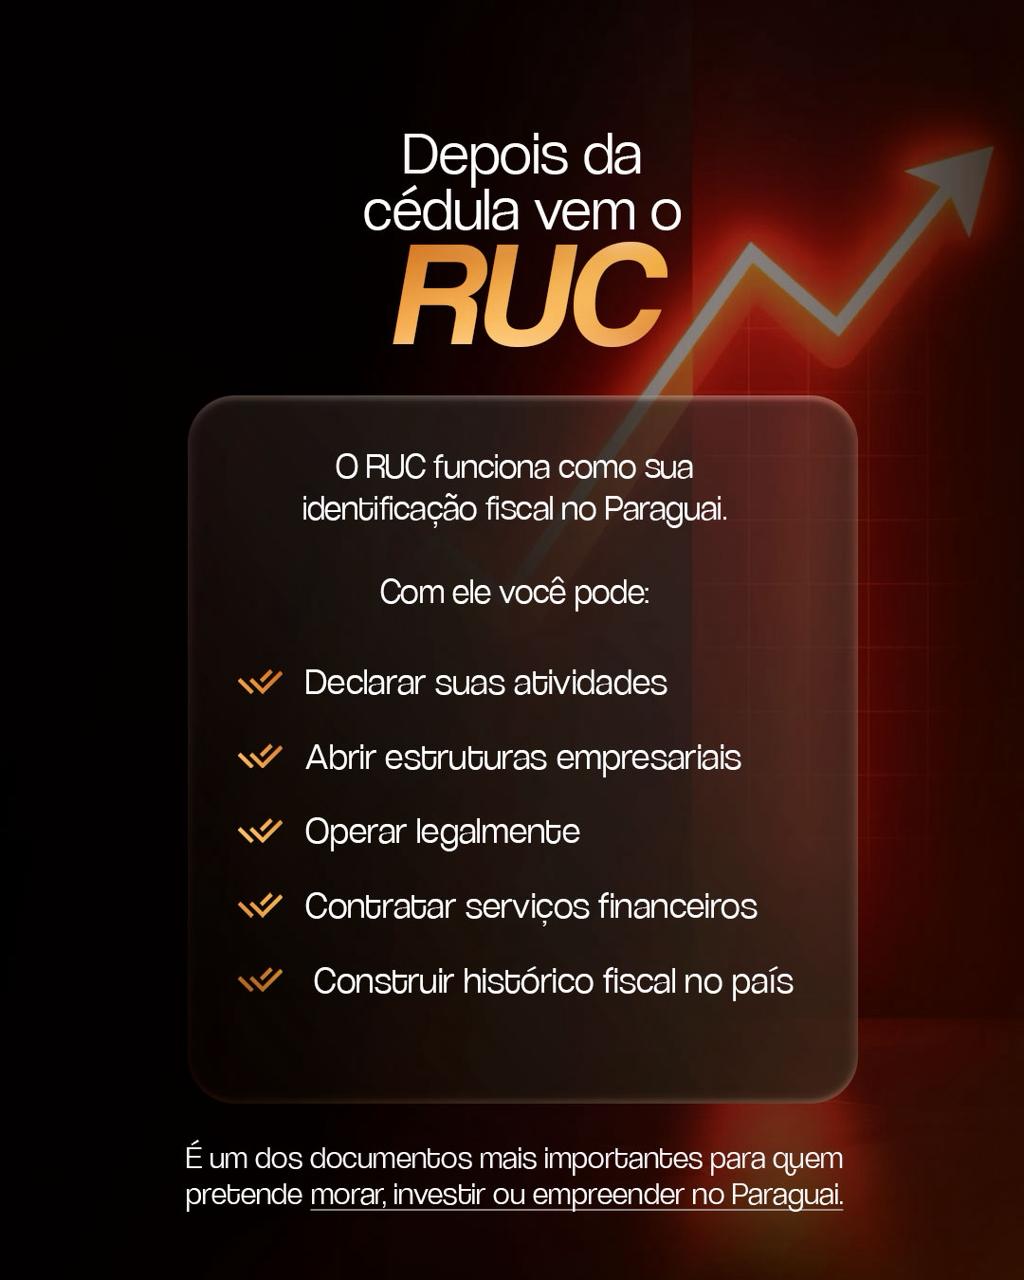 Depois da
cédula vem o
RUC
O RUC funciona como sua
identificação fiscal no Paraguai.
Com ele você pode:
Declarar suas atividades
Abrir estruturas empresariais
Operar legalmente
Contratar serviços financeiros
Construir histórico fiscal no país
É um dos documentos mais importantes para quem
pretende morar, investir ou empreender no Paraguai.